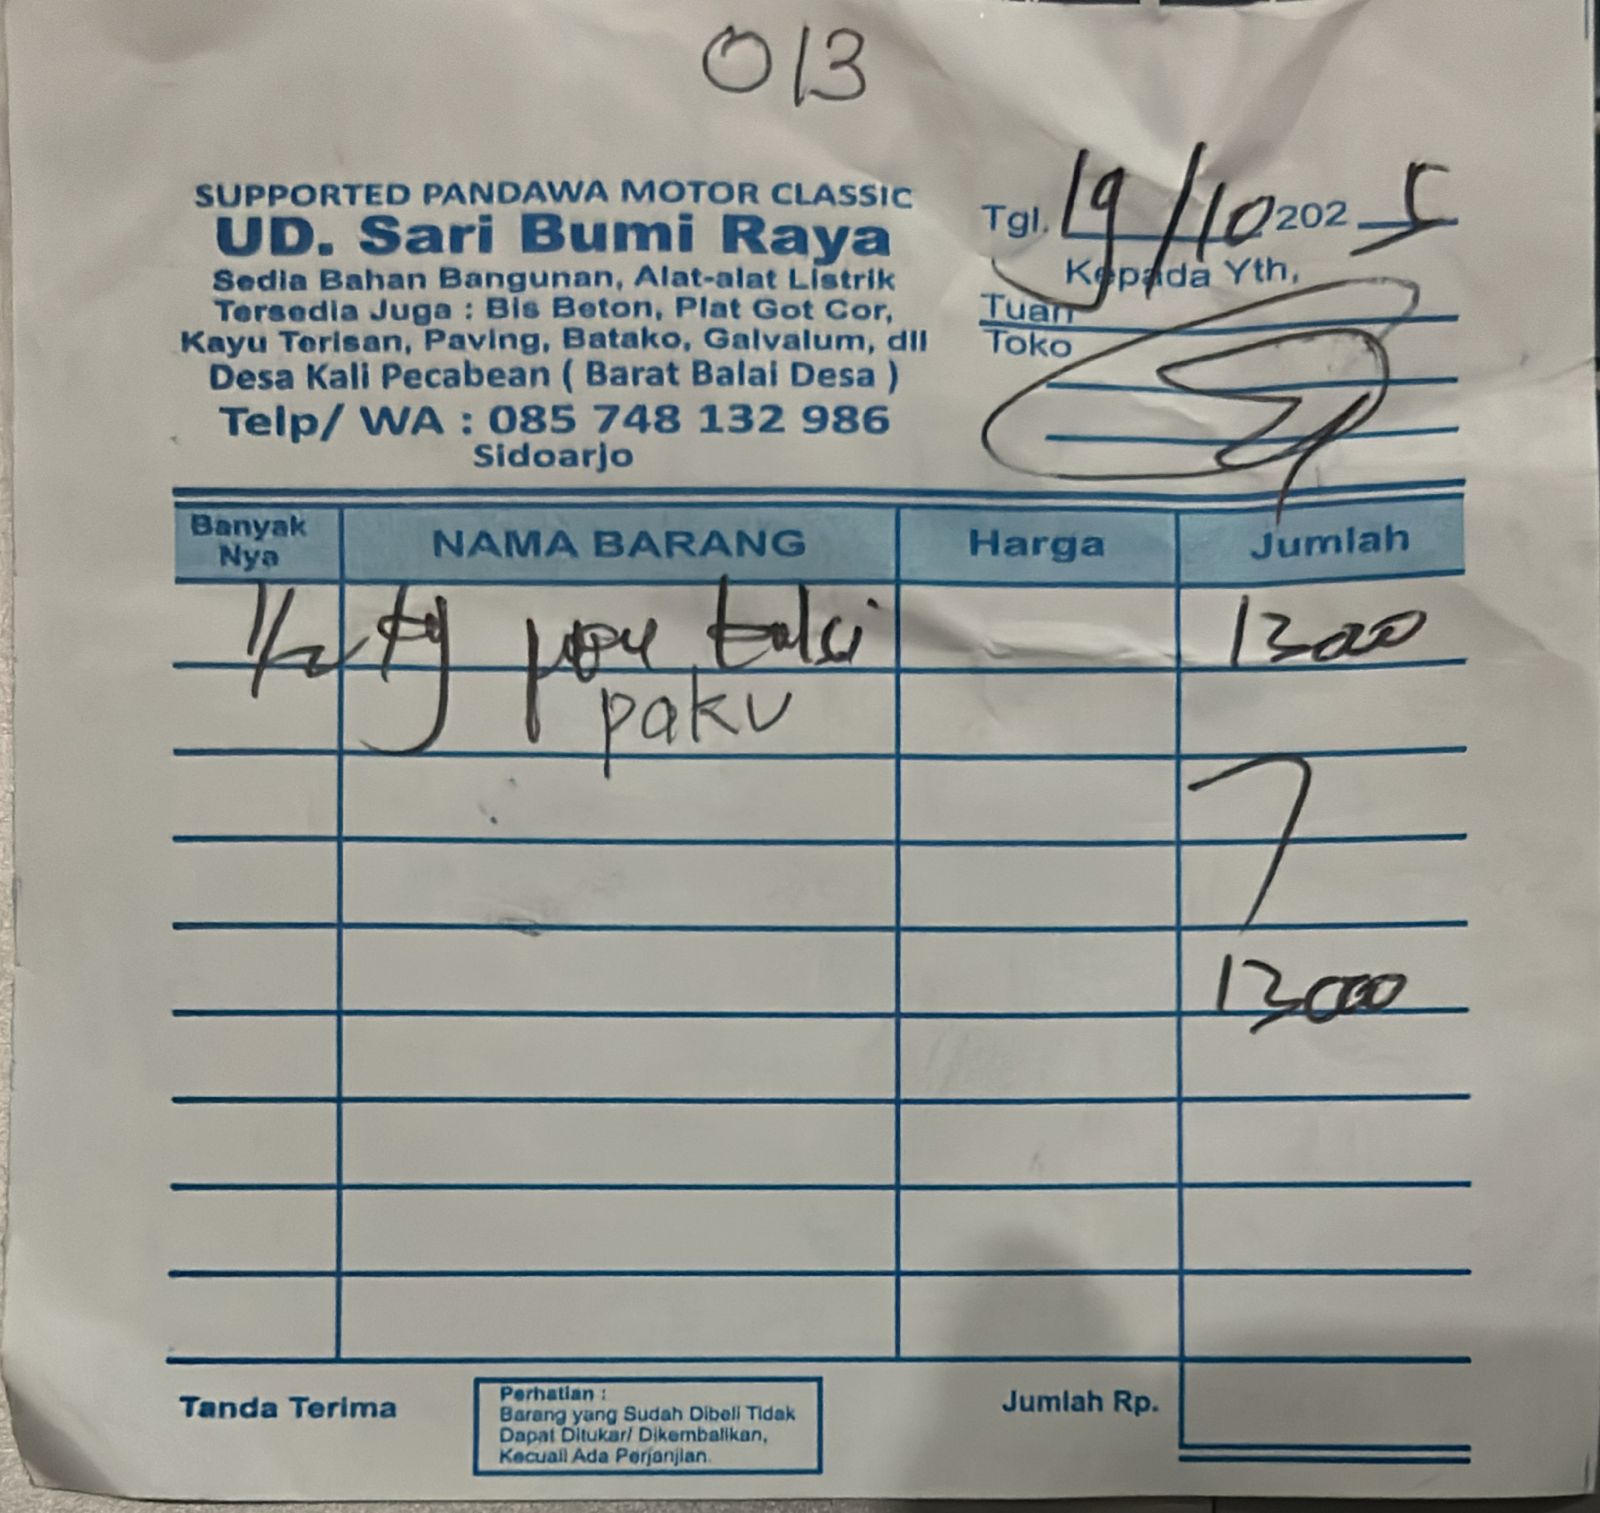 013
SUPPORTED PANDAWA MOTOR CLASSIC
UD. Sari Bumi Raya
Sedia Bahan Bangunan, Alat-alat Listrik
Tersedia Juga : Bis Beton, Plat Got Cor,
Kayu Terisan, Paving, Batako, Galvalum, dll
Desa Kali Pecabean ( Barat Balai Desa )
Telp/ WA : 085 748 132 986
Sidoarjo
Tgl. 19/10 2025
Kepada Yth,
Tuan
Toko
Banyak Nya NAMA BARANG Harga Jumlah
1/2 kg 13000
paku
13000
Tanda Terima
Perhatian :
Barang yang Sudah Dibeli Tidak
Dapat Ditukar/ Dikembalikan,
Kecuali Ada Perjanjian.
Jumlah Rp.